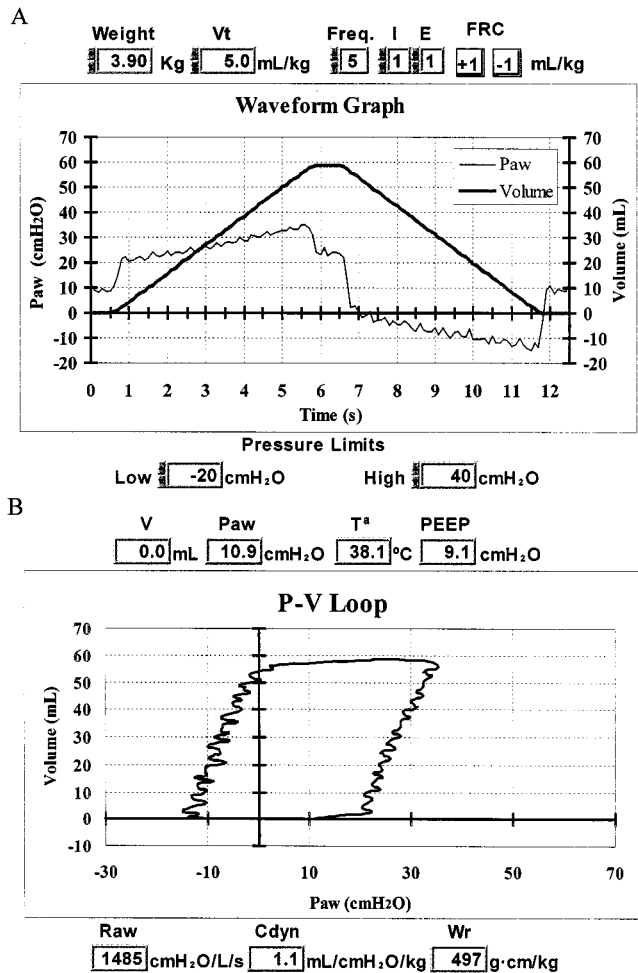 A
Weight Vt Freq. I E FRC
3.90 Kg 5.0 mL/kg 5 1 1 +1 -1 mL/kg
Waveform Graph
Paw (cmH2O)
70
60
50
40
30
20
10
0
-10
-20
Paw
Volume
70
60
50
40
30
20
10
0
-10
-20
Volume (mL)
0 1 2 3 4 5 6 7 8 9 10 11 12
Time (s)
Pressure Limits
Low -20 cmH2O High 40 cmH2O
B
V Paw Tª PEEP
0.0 mL 10.9 cmH2O 38.1 ºC 9.1 cmH2O
P-V Loop
Volume (mL)
70
60
50
40
30
20
10
0
-10
-30 -10 10 30 50 70
Paw (cmH2O)
Raw Cdyn Wr
1485 cmH2O/L/s 1.1 mL/cmH2O/kg 497 g·cm/kg